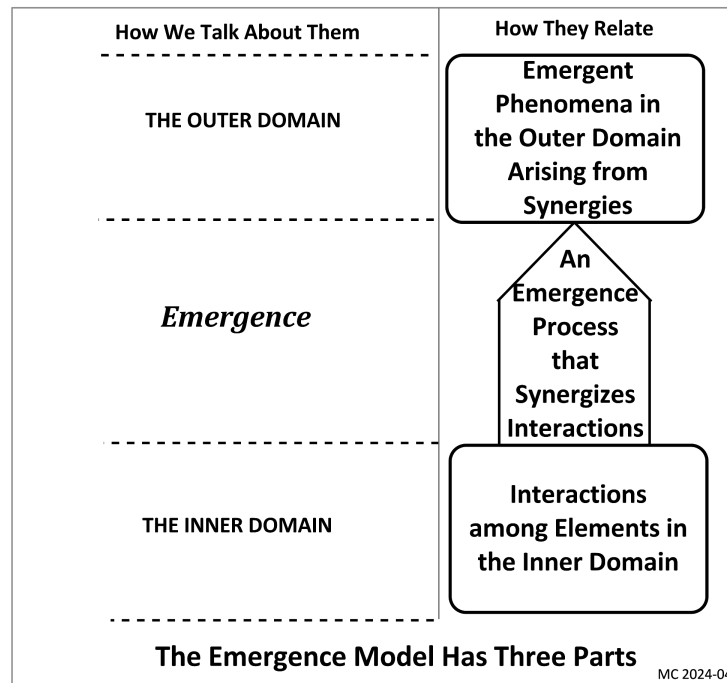 How We Talk About Them
How They Relate
THE OUTER DOMAIN
Emergent
Phenomena in
the Outer Domain
Arising from
Synergies
Emergence
An
Emergence
Process
that
Synergizes
Interactions
THE INNER DOMAIN
Interactions
among Elements in
the Inner Domain
The Emergence Model Has Three Parts
MC